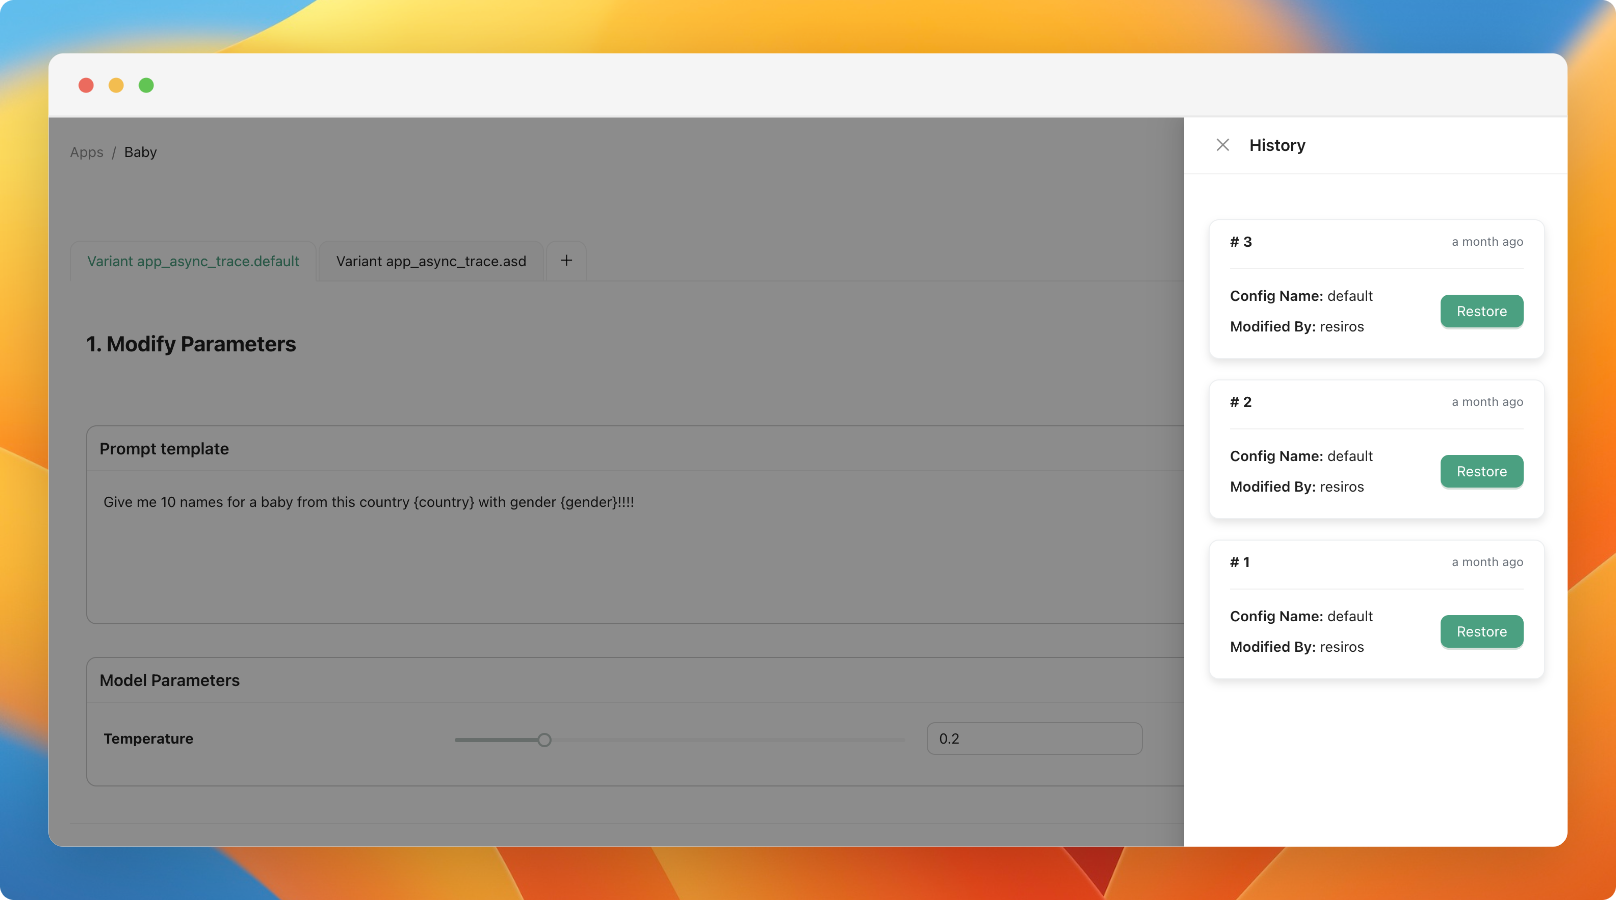 Apps / Baby
Variant app_async_trace.default
Variant app_async_trace.asd
+
1. Modify Parameters
Prompt template
Give me 10 names for a baby from this country {country} with gender {gender}!!!!
Model Parameters
Temperature
0.2
History
# 3
a month ago
Config Name: default
Modified By: resiros
Restore
# 2
a month ago
Config Name: default
Modified By: resiros
Restore
# 1
a month ago
Config Name: default
Modified By: resiros
Restore